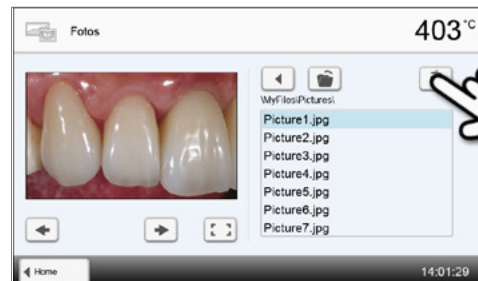 Fotos
403 °C
\MyFiles\Pictures\
Picture1.jpg
Picture2.jpg
Picture3.jpg
Picture4.jpg
Picture5.jpg
Picture6.jpg
Picture7.jpg
Home
14:01:29